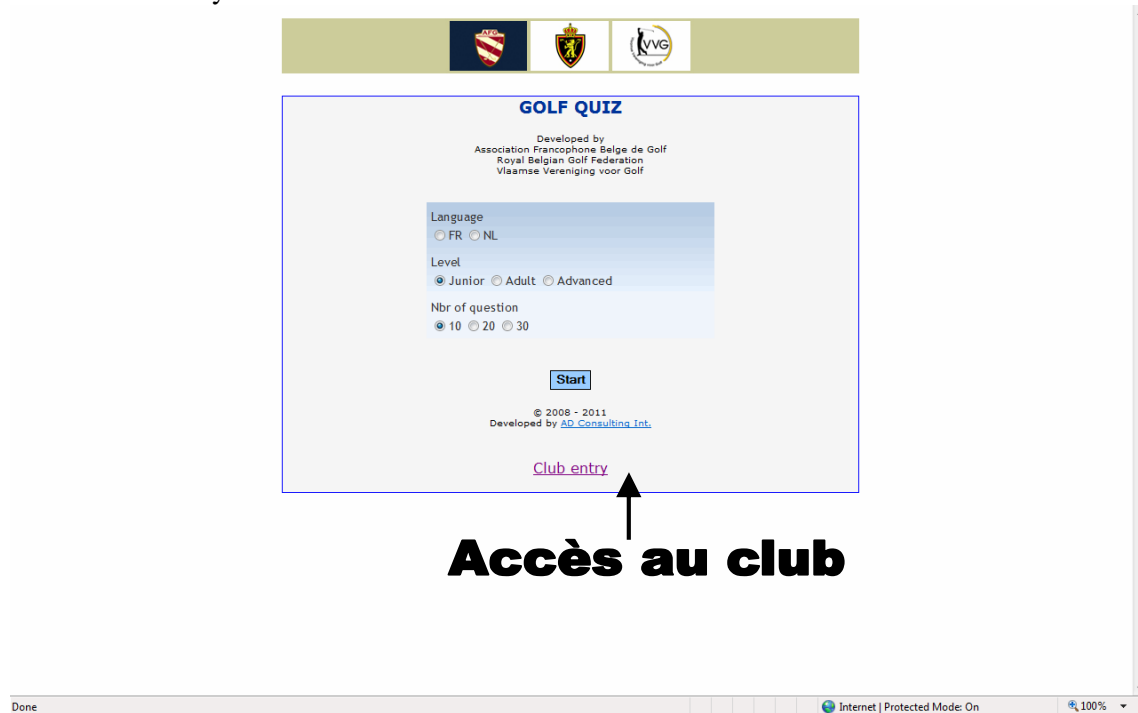 AFG
VVG
GOLF QUIZ
Developed by
Association Francophone Belge de Golf
Royal Belgian Golf Federation
Vlaamse Vereniging voor Golf
Language
FR NL
Level
Junior Adult Advanced
Nbr of question
10 20 30
Start
© 2008 - 2011
Developed by AD Consulting Int.
Club entry
Accès au club
Done Internet | Protected Mode: On 100%